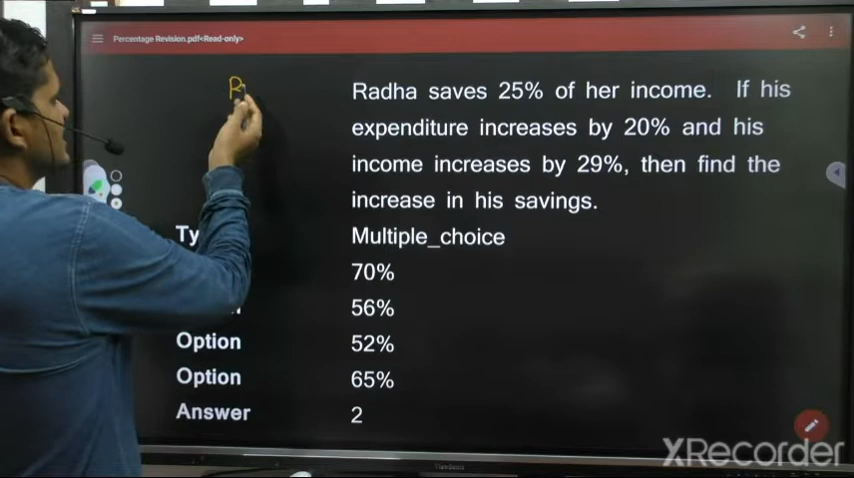 Percentage Revision.pdf<Read-only>
R
Radha saves 25% of her income. If his
expenditure increases by 20% and his
income increases by 29%, then find the
increase in his savings.
Ty
Multiple_choice
70%
56%
Option 52%
Option 65%
Answer 2
XRecorder
ViewSonic